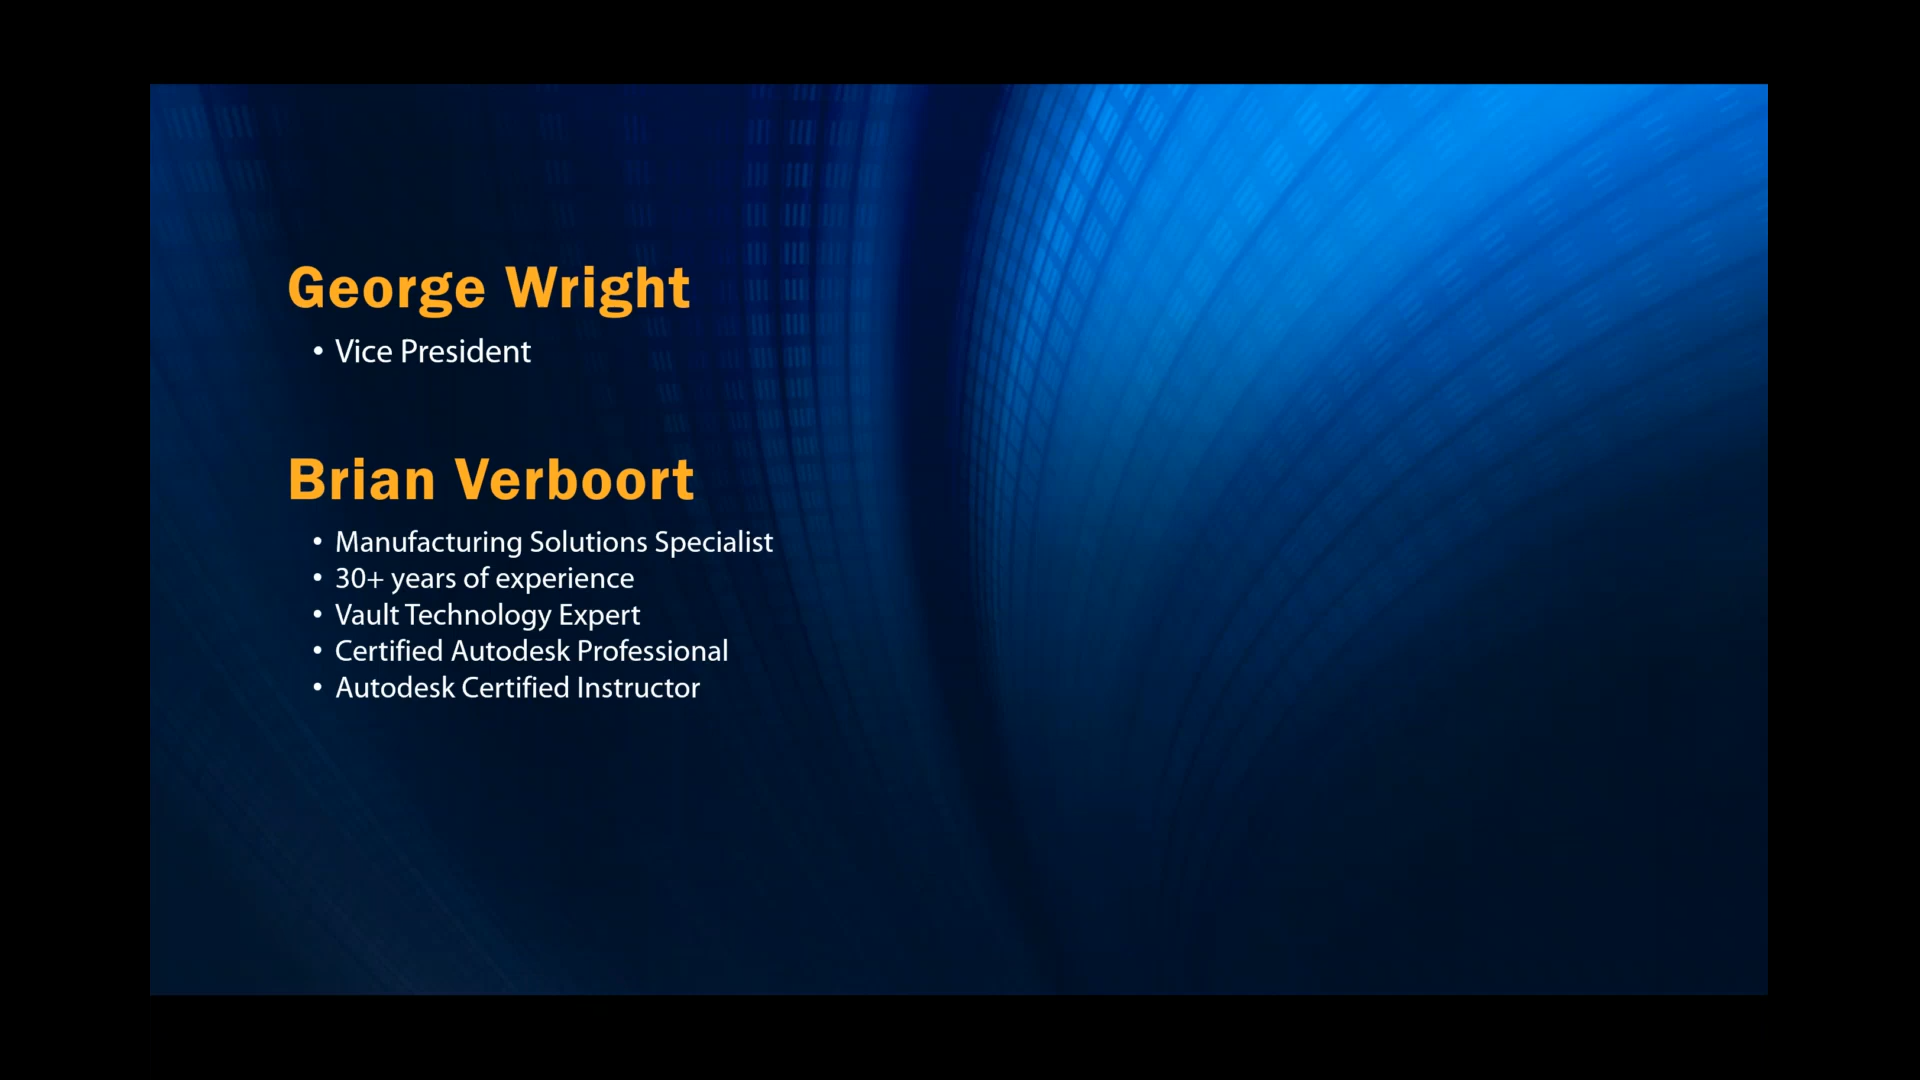 George Wright
• Vice President
Brian Verboort
• Manufacturing Solutions Specialist
• 30+ years of experience
• Vault Technology Expert
• Certified Autodesk Professional
• Autodesk Certified Instructor